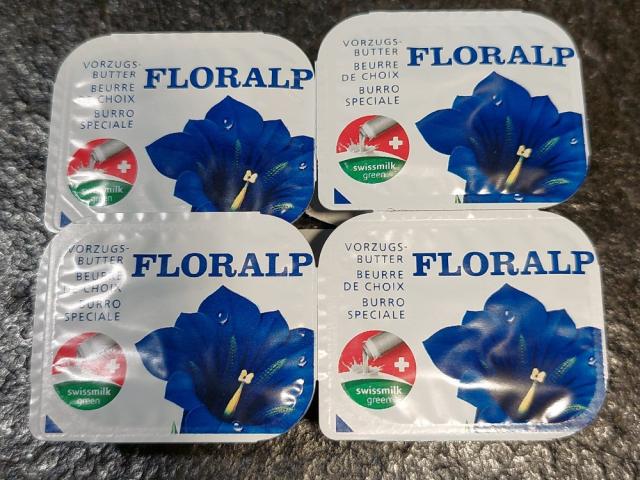 VORZUGS-
BUTTER
BEURRE
DE CHOIX
BURRO
SPECIALE
FLORALP
swissmilk
green
VORZUGS-
BUTTER
BEURRE
DE CHOIX
BURRO
SPECIALE
FLORALP
swissmilk
green
VORZUGS-
BUTTER
BEURRE
DE CHOIX
BURRO
SPECIALE
FLORALP
swissmilk
green
VORZUGS-
BUTTER
BEURRE
DE CHOIX
BURRO
SPECIALE
FLORALP
swissmilk
green